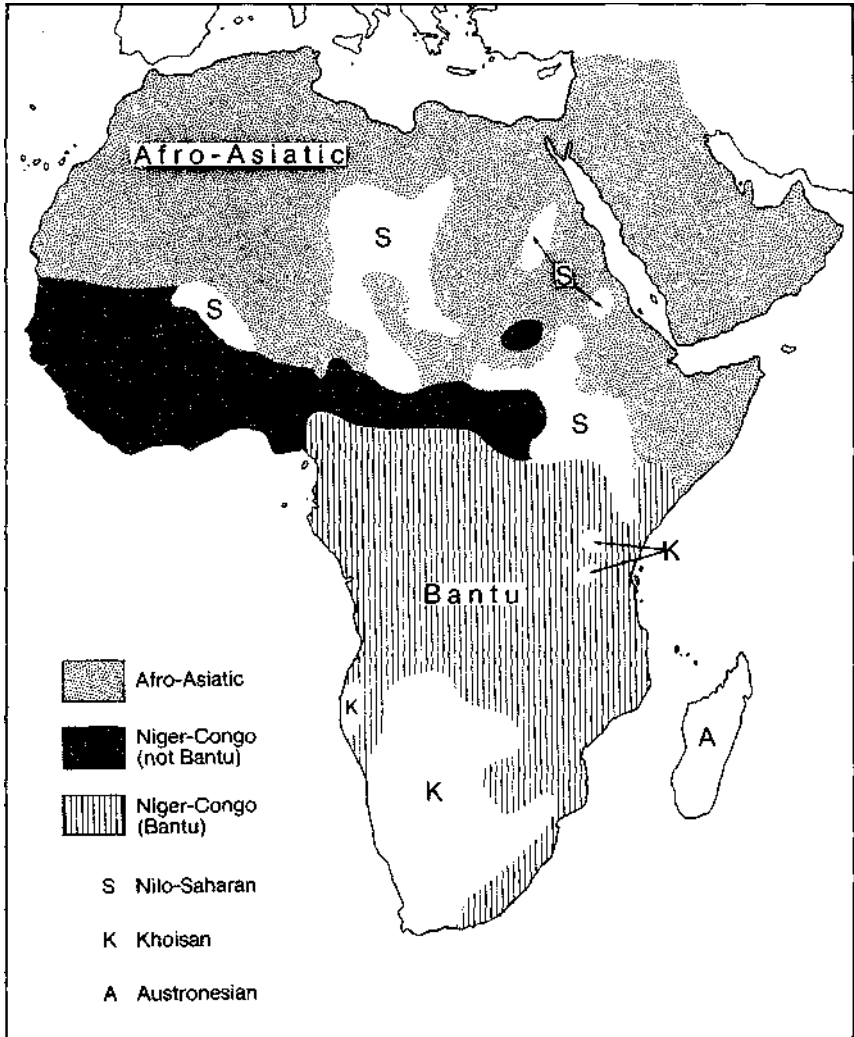 Afro-Asiatic
S
S
S
S
K
Bantu
K
A
K
Afro-Asiatic
Niger-Congo
(not Bantu)
Niger-Congo
(Bantu)
S Nilo-Saharan
K Khoisan
A Austronesian